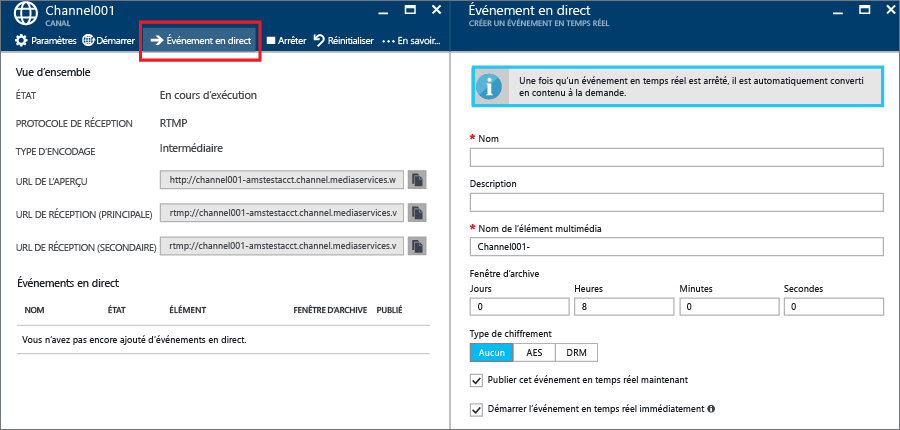 Channel001
CANAL
Paramètres Démarrer Événement en direct Arrêter Réinitialiser ... En savoir...
Vue d'ensemble
ÉTAT En cours d'exécution
PROTOCOLE DE RÉCEPTION RTMP
TYPE D'ENCODAGE Intermédiaire
URL DE L'APERÇU http://channel001-amstestacct.channel.mediaservices.w
URL DE RÉCEPTION (PRINCIPALE) rtmp://channel001-amstestacct.channel.mediaservices.v
URL DE RÉCEPTION (SECONDAIRE) rtmp://channel001-amstestacct.channel.mediaservices.v
Événements en direct
NOM ÉTAT ÉLÉMENT FENÊTRE D'ARCHIVE PUBLIÉ
Vous n'avez pas encore ajouté d'événements en direct.
Événement en direct
CRÉER UN ÉVÉNEMENT EN TEMPS RÉEL
Une fois qu'un événement en temps réel est arrêté, il est automatiquement converti
en contenu à la demande.
* Nom
Description
* Nom de l'élément multimédia
Channel001-
Fenêtre d'archive
Jours Heures Minutes Secondes
0 8 0 0
Type de chiffrement
Aucun AES DRM
Publier cet événement en temps réel maintenant
Démarrer l'événement en temps réel immédiatement